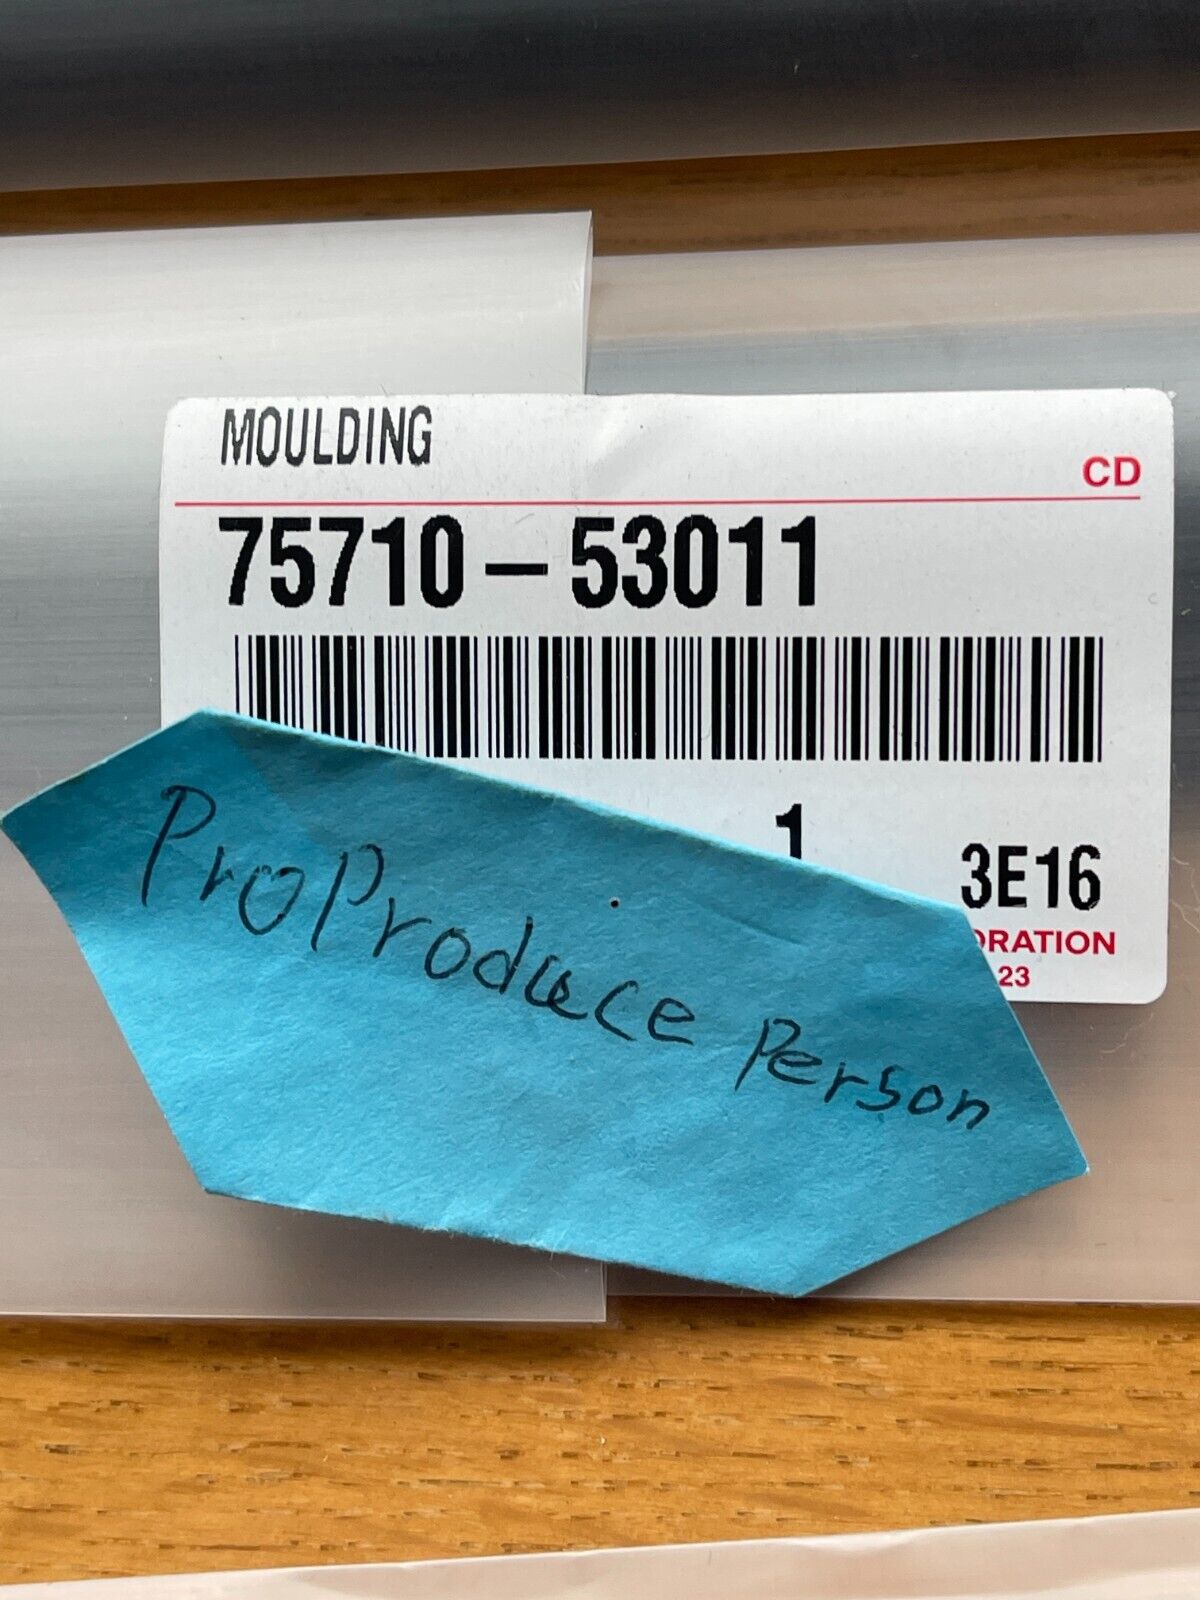 MOULDING
CD
75710-53011
1
3E16
ORATION
23
ProProduce Person